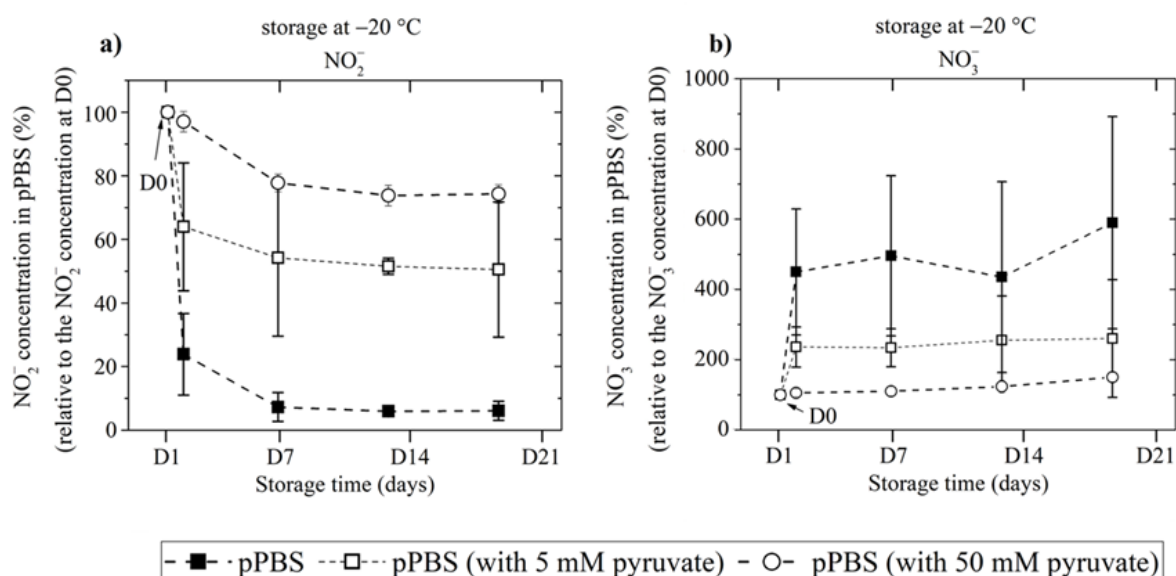 a)
storage at −20 °C
NO₂⁻
NO₂⁻ concentration in pPBS (%)
(relative to the NO₂⁻ concentration at D0)
100
80
60
40
20
0
D0
D1 D7 D14 D21
Storage time (days)
b)
storage at −20 °C
NO₃⁻
NO₃⁻ concentration in pPBS (%)
(relative to the NO₃⁻ concentration at D0)
1000
800
600
400
200
0
D0
D1 D7 D14 D21
Storage time (days)
pPBS pPBS (with 5 mM pyruvate) pPBS (with 50 mM pyruvate)